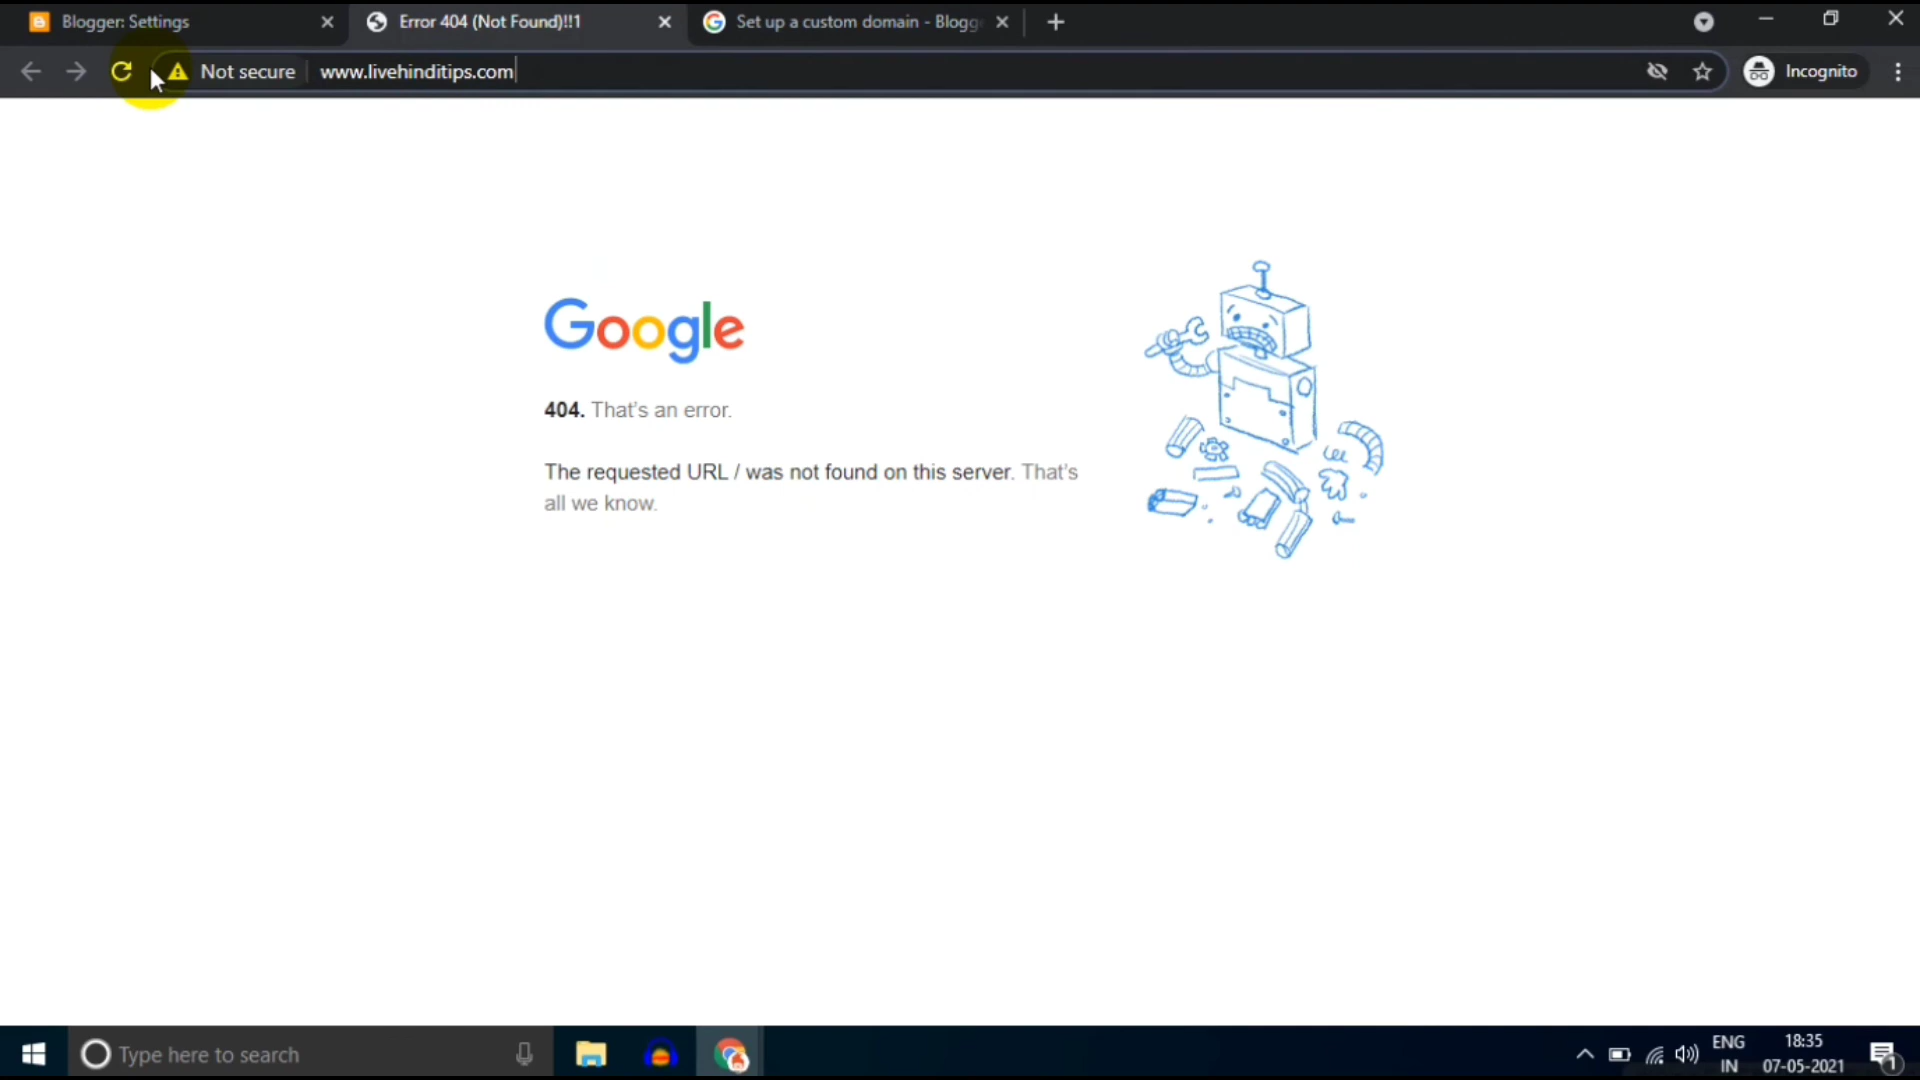 Blogger: Settings
Error 404 (Not Found)!!1
Set up a custom domain - Blogg
Not secure
www.livehinditips.com
Incognito
Google
404. That's an error.
The requested URL / was not found on this server. That's
all we know.
Type here to search
ENG
IN
18:35
07-05-2021
1